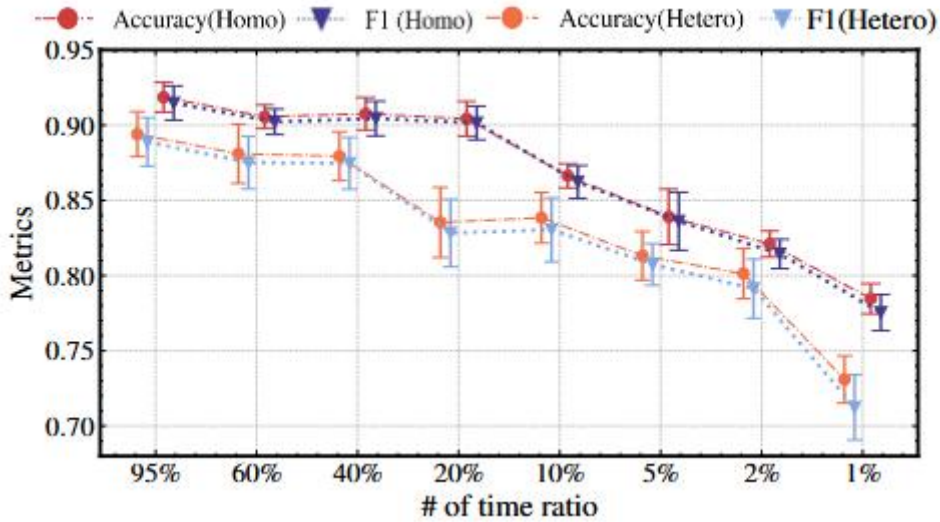 Accuracy(Homo) F1 (Homo) Accuracy(Hetero) F1(Hetero)
0.95
0.90
0.85
0.80
0.75
0.70
Metrics
95% 60% 40% 20% 10% 5% 2% 1%
# of time ratio